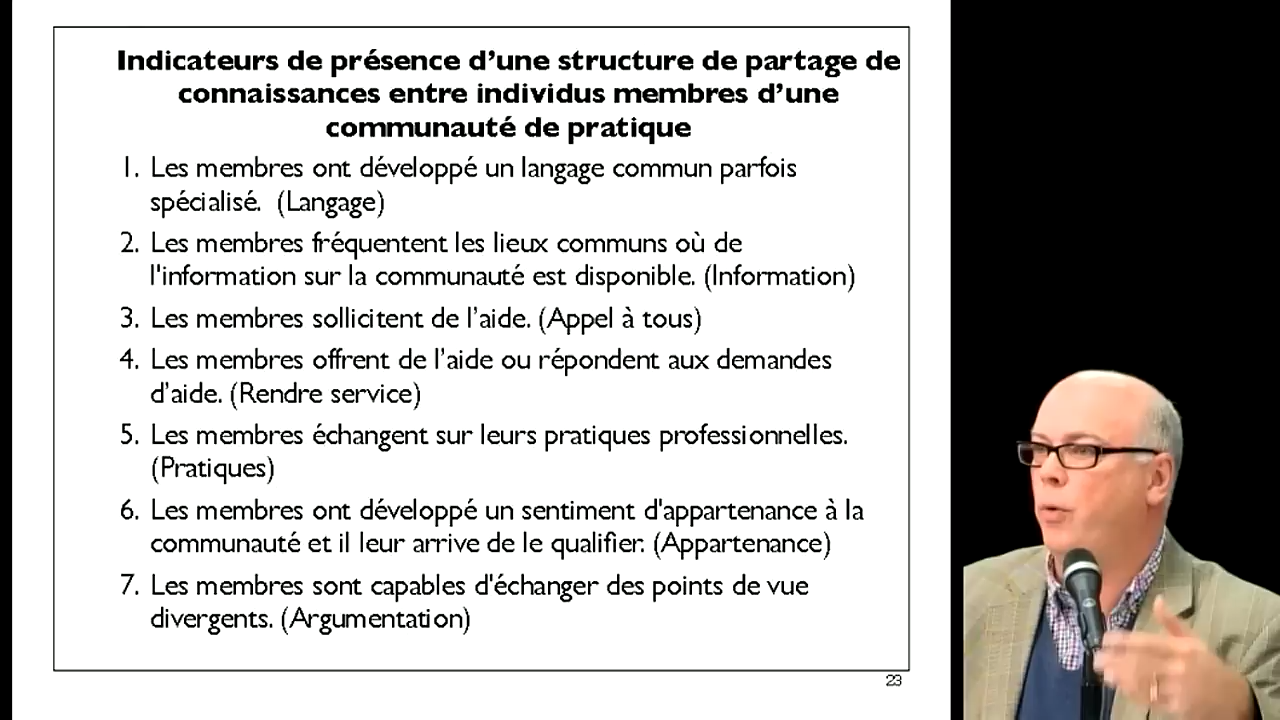 Indicateurs de présence d’une structure de partage de
connaissances entre individus membres d’une
communauté de pratique
1. Les membres ont développé un langage commun parfois
spécialisé.  (Langage)
2. Les membres fréquentent les lieux communs où de
l'information sur la communauté est disponible. (Information)
3. Les membres sollicitent de l’aide. (Appel à tous)
4. Les membres offrent de l’aide ou répondent aux demandes
d’aide. (Rendre service)
5. Les membres échangent sur leurs pratiques professionnelles.
(Pratiques)
6. Les membres ont développé un sentiment d'appartenance à la
communauté et il leur arrive de le qualifier. (Appartenance)
7. Les membres sont capables d'échanger des points de vue
divergents. (Argumentation)
23